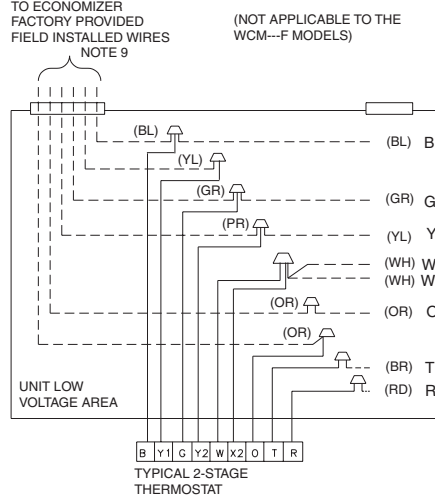 TO ECONOMIZER
FACTORY PROVIDED
FIELD INSTALLED WIRES
NOTE 9
(NOT APPLICABLE TO THE
WCM---F MODELS)
(BL)
(BL) B
(YL)
(GR)
(GR) G
(PR)
(YL) Y
(WH) W
(WH) W
(OR)
(OR)
(OR)
(BR) T
(RD) R
UNIT LOW
VOLTAGE AREA
B Y1 G Y2 W X2 O T R
TYPICAL 2-STAGE
THERMOSTAT